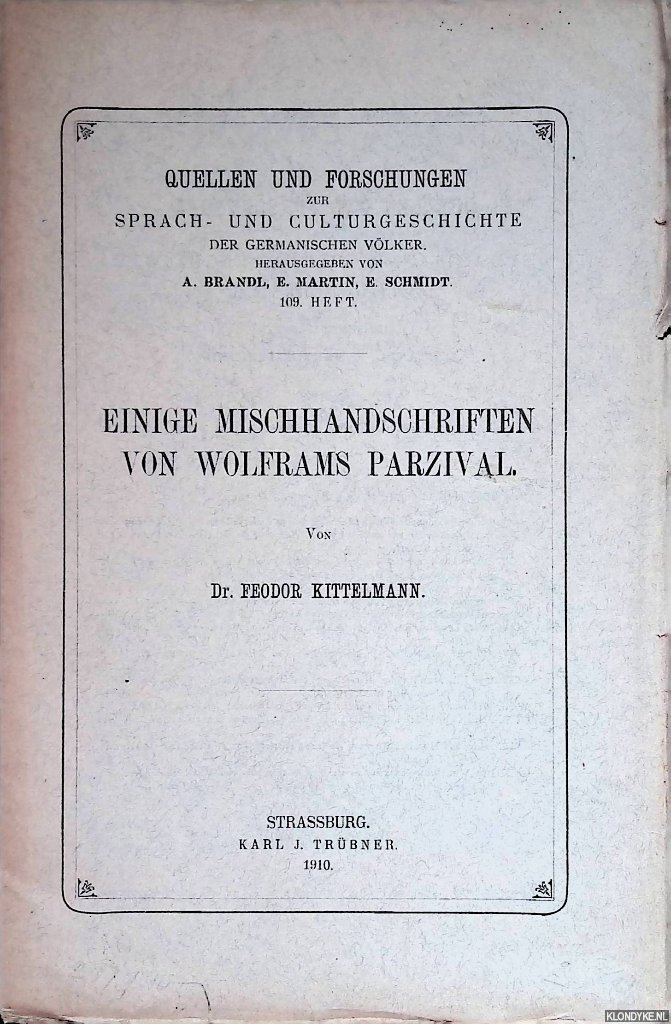 QUELLEN UND FORSCHUNGEN
ZUR
SPRACH- UND CULTURGESCHICHTE
DER GERMANISCHEN VÖLKER.
HERAUSGEGEBEN VON
A. BRANDL, E. MARTIN, E. SCHMIDT.
109. HEFT.
EINIGE MISCHHANDSCHRIFTEN
VON WOLFRAMS PARZIVAL.
VON
Dr. FEODOR KITTELMANN.
STRASSBURG.
KARL J. TRÜBNER.
1910.
KLONDYKE.NL